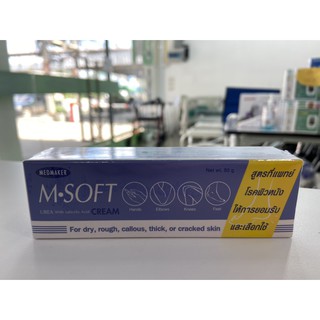 MEDMAKER
M•SOFT
CREAM
Hands Elbows Knees Feet
For dry, rough, callous, thick, or cracked skin
สูตรที่แพทย์
โรคผิวหนัง
ให้การยอมรับ
และเลือกใช้